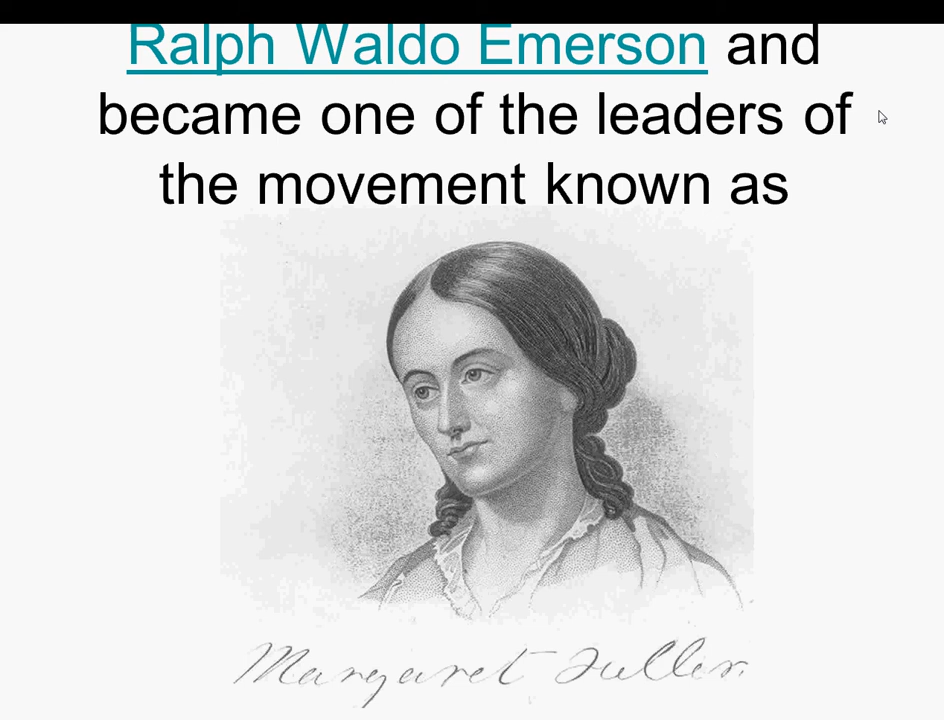 Ralph Waldo Emerson and
became one of the leaders of
the movement known as
Margaret Fuller.